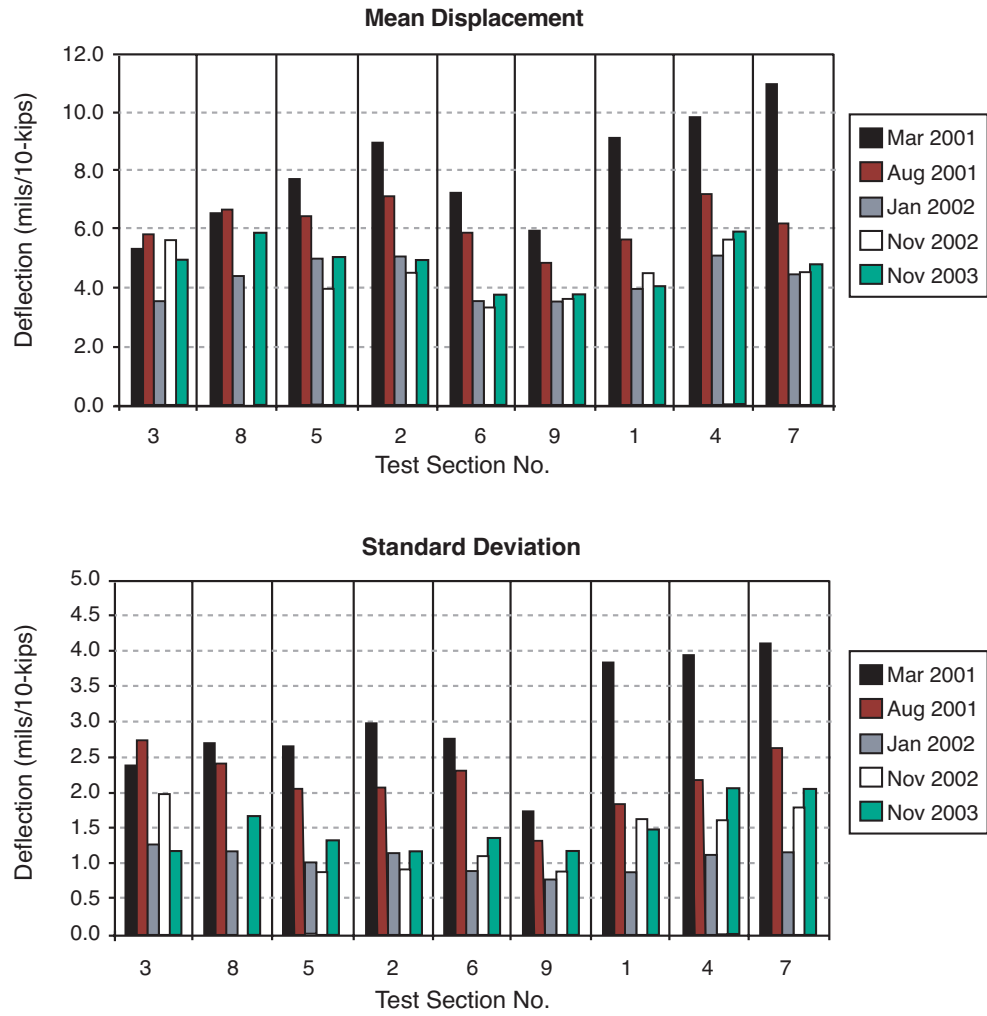 Mean Displacement
Deflection (mils/10-kips)
12.0
10.0
8.0
6.0
4.0
2.0
0.0
3 8 5 2 6 9 1 4 7
Test Section No.
Mar 2001
Aug 2001
Jan 2002
Nov 2002
Nov 2003
Standard Deviation
Deflection (mils/10-kips)
5.0
4.5
4.0
3.5
3.0
2.5
2.0
1.5
1.0
0.5
0.0
3 8 5 2 6 9 1 4 7
Test Section No.
Mar 2001
Aug 2001
Jan 2002
Nov 2002
Nov 2003